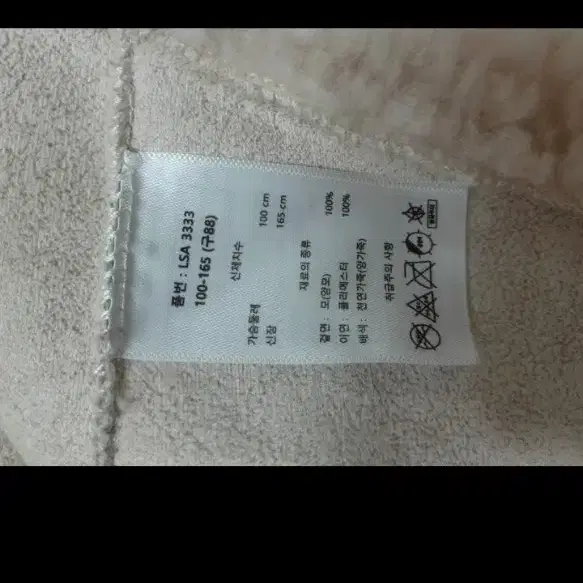 품번 : LSA 3333
100-165 (구88)
신체치수
가슴둘레 100 cm
신장 165 cm
재료의 종류
겉면 : 모(양모) 100%
이면 : 폴리에스터 100%
배색 : 천연가죽(양가죽)
취급주의 사항